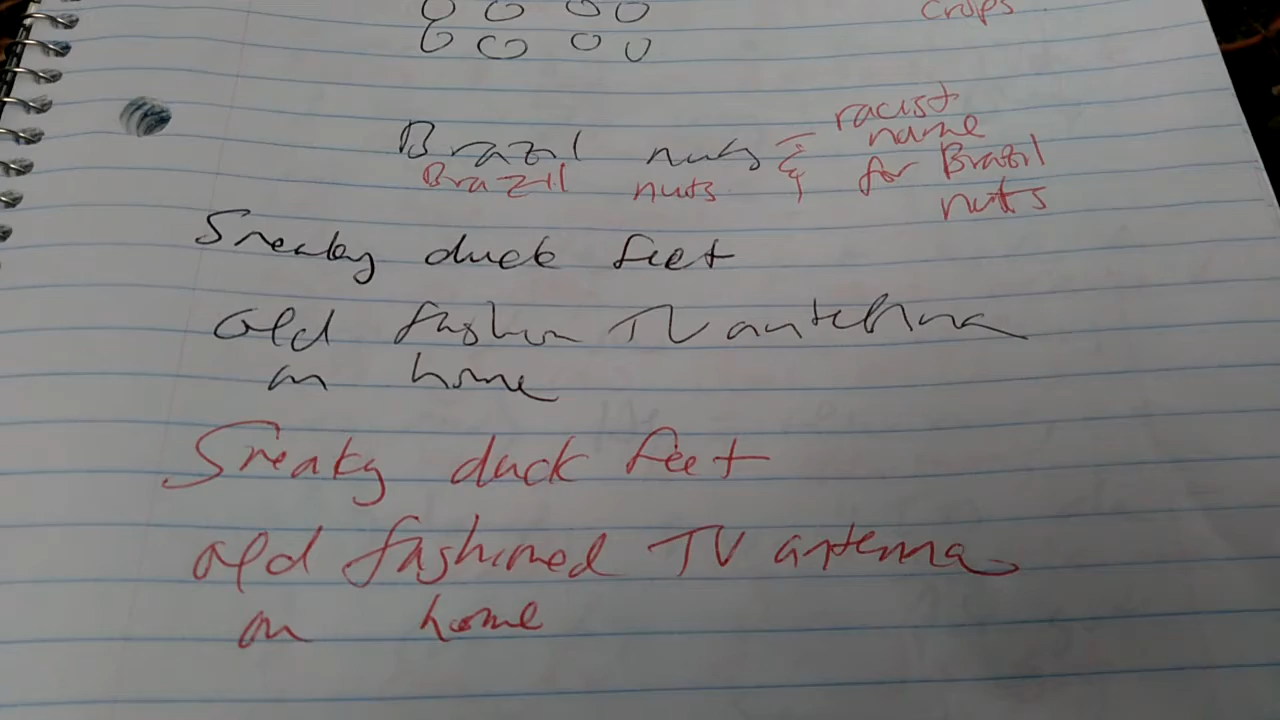 crops
racist
Brazil nuts & name
Brazil nuts for Brazil
nuts
Sneaky duck feet
old fashion TV antenna
on home
Sneaky duck feet
old fashioned TV antenna
on home